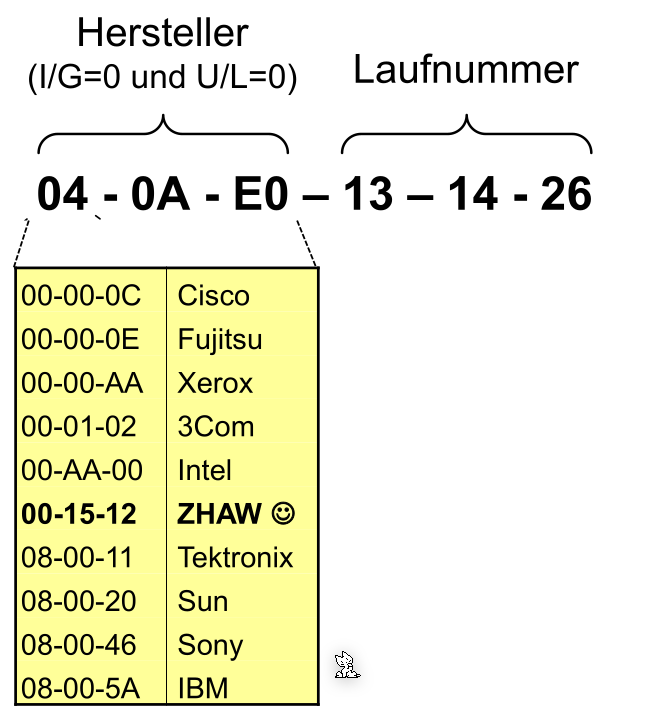 Hersteller
(I/G=0 und U/L=0)
Laufnummer
04 - 0A - E0 – 13 – 14 - 26
00-00-0C Cisco
00-00-0E Fujitsu
00-00-AA Xerox
00-01-02 3Com
00-AA-00 Intel
00-15-12 ZHAW ☺
08-00-11 Tektronix
08-00-20 Sun
08-00-46 Sony
08-00-5A IBM